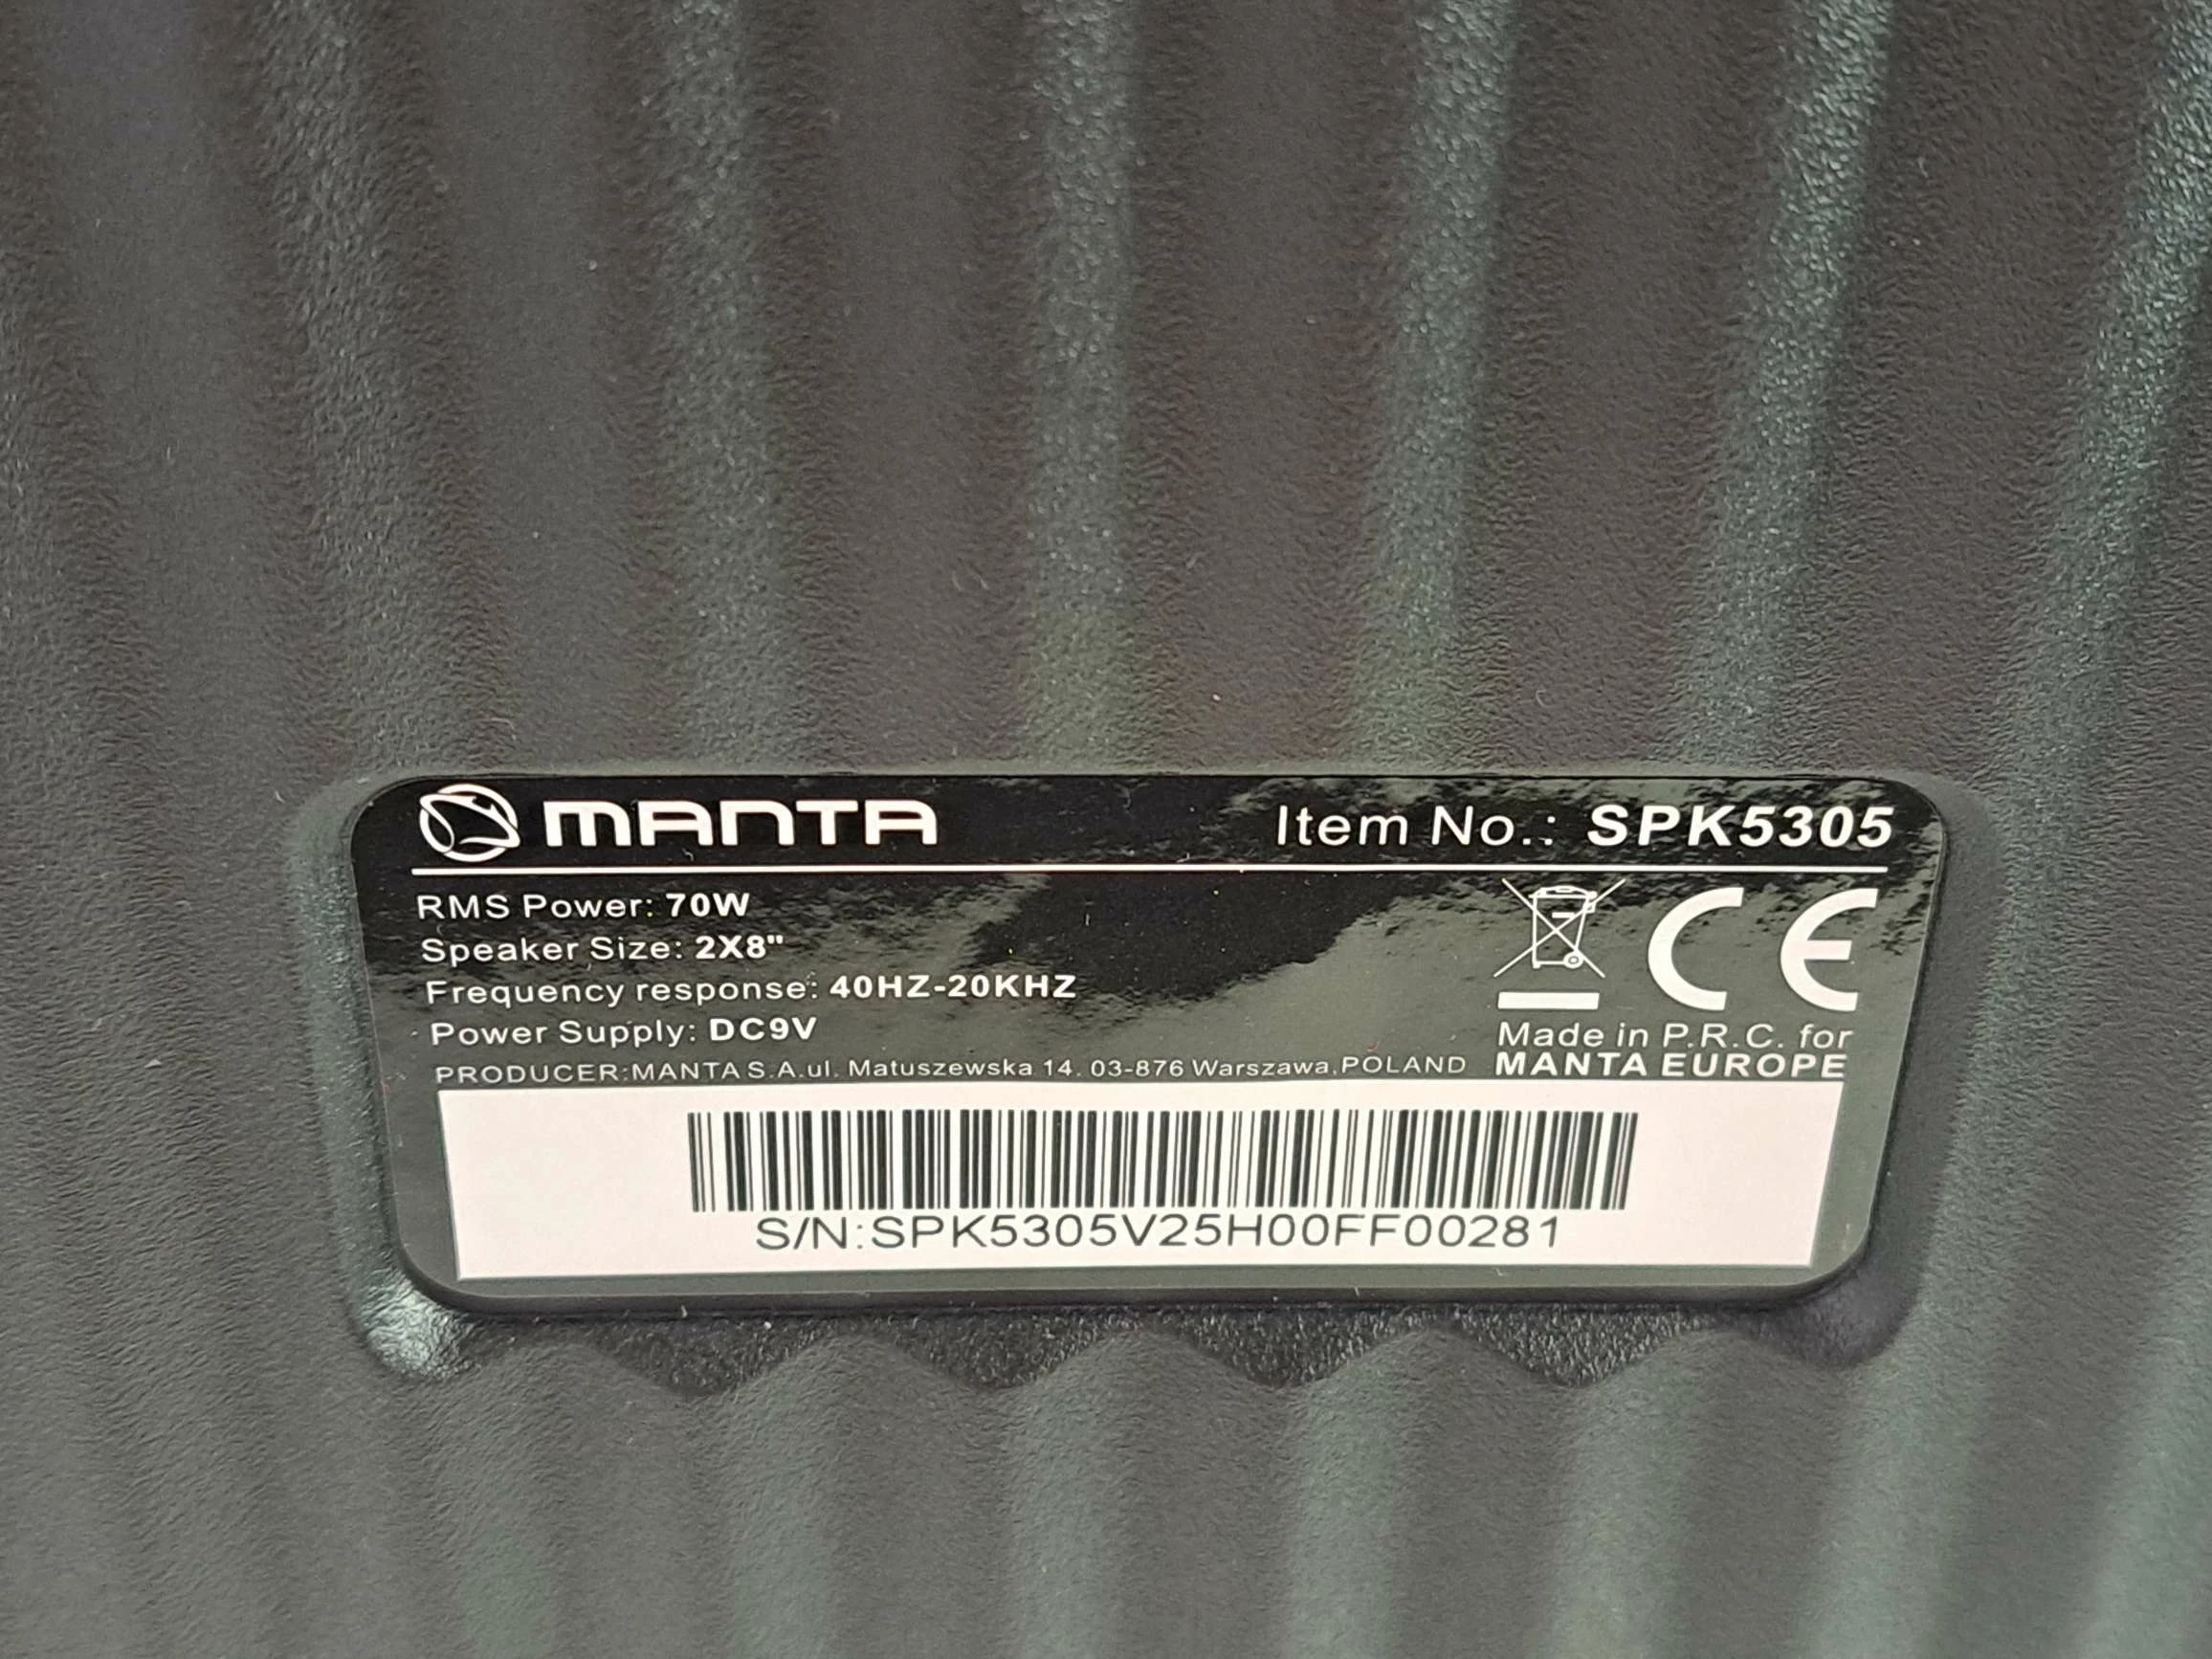 MANTA
Item No.: SPK5305
RMS Power: 70W
Speaker Size: 2X8"
Frequency response: 40HZ-20KHZ
Power Supply: DC9V
PRODUCER:MANTA S.A.ul. Matuszewska 14. 03-876 Warszawa,POLAND
CE
Made in P.R.C. for
MANTA EUROPE
S/N:SPK5305V25H00FF00281